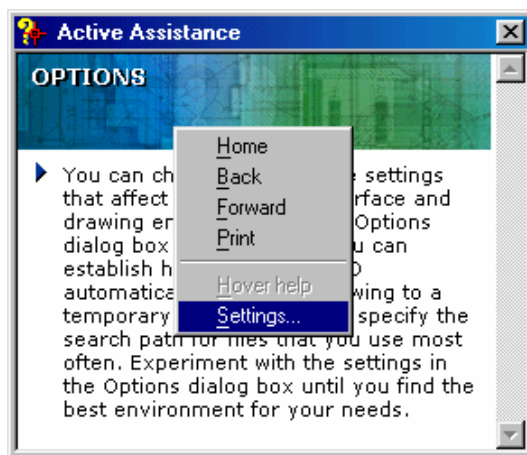 Active Assistance
OPTIONS
Home
Back
Forward
Print
Hover help
Settings...
You can ch settings
that affect rface and
drawing en Options
dialog box u can
establish h
automatica wing to a
temporary specify the
search path for files that you use most
often. Experiment with the settings in
the Options dialog box until you find the
best environment for your needs.